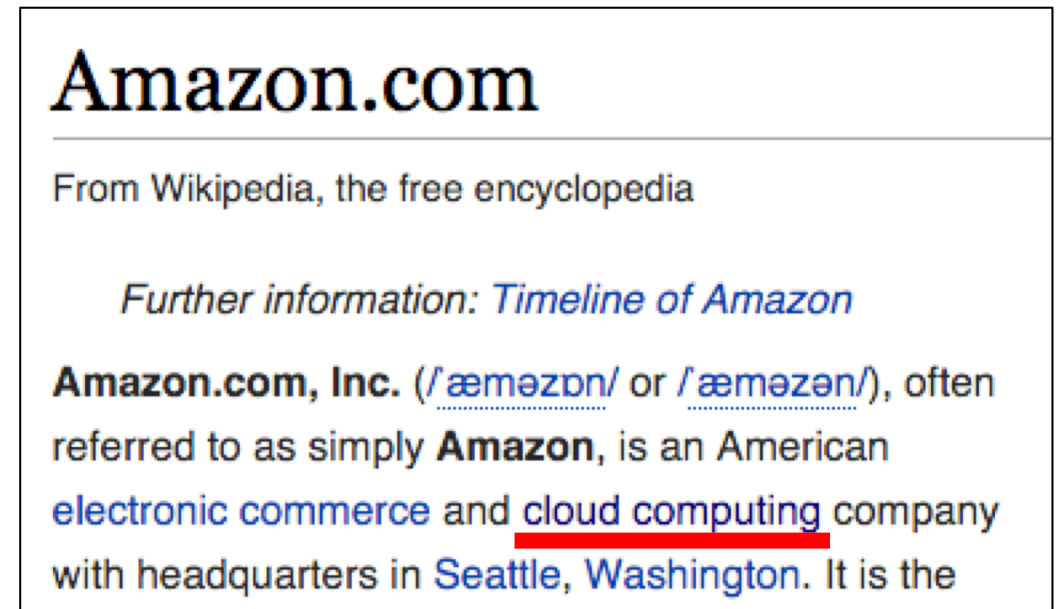 Amazon.com
From Wikipedia, the free encyclopedia
Further information: Timeline of Amazon
Amazon.com, Inc. (/ˈæməzɒn/ or /ˈæməzən/), often
referred to as simply Amazon, is an American
electronic commerce and cloud computing company
with headquarters in Seattle, Washington. It is the